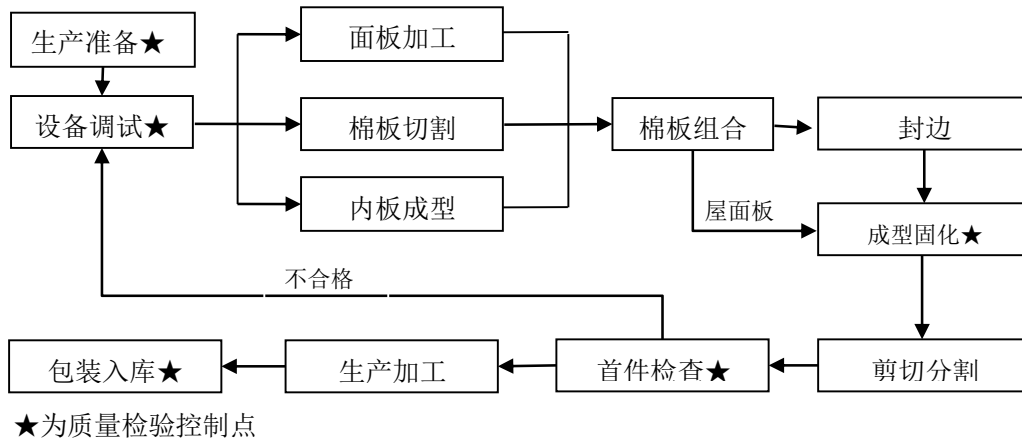 生产准备★
面板加工
设备调试★
棉板切割
棉板组合
封边
内板成型
屋面板
成型固化★
不合格
包装入库★
生产加工
首件检查★
剪切分割
★为质量检验控制点